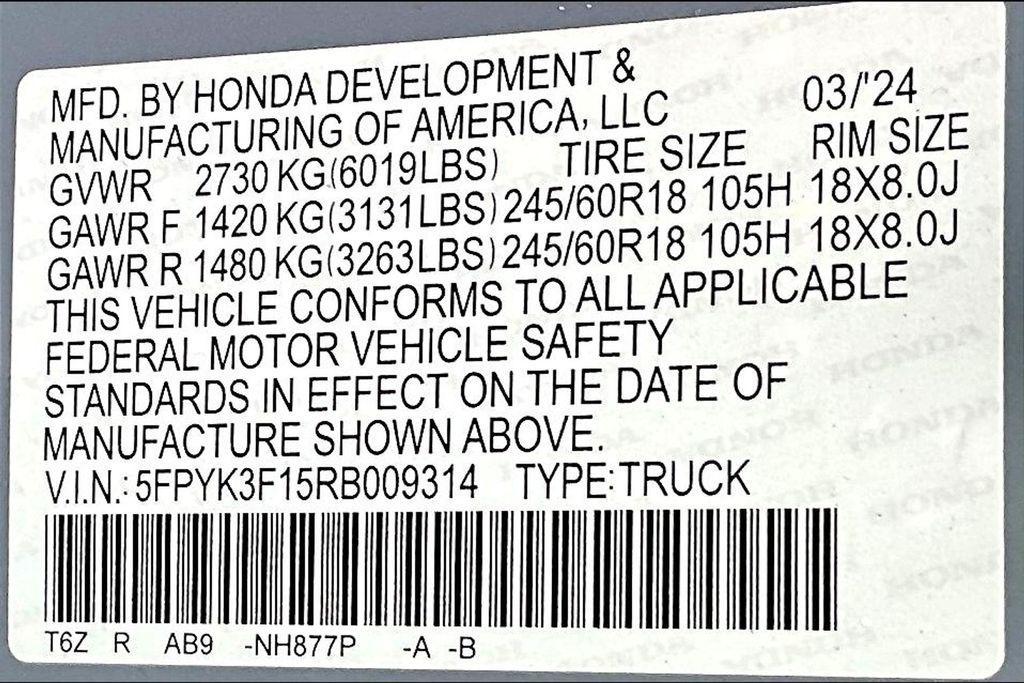 MFD. BY HONDA DEVELOPMENT &
MANUFACTURING OF AMERICA, LLC 03/'24
GVWR 2730 KG(6019LBS) TIRE SIZE RIM SIZE
GAWR F 1420 KG(3131LBS) 245/60R18 105H 18X8.0J
GAWR R 1480 KG(3263LBS) 245/60R18 105H 18X8.0J
THIS VEHICLE CONFORMS TO ALL APPLICABLE
FEDERAL MOTOR VEHICLE SAFETY
STANDARDS IN EFFECT ON THE DATE OF
MANUFACTURE SHOWN ABOVE.
V.I.N.: 5FPYK3F15RB009314 TYPE: TRUCK
T6Z R AB9 -NH877P -A -B